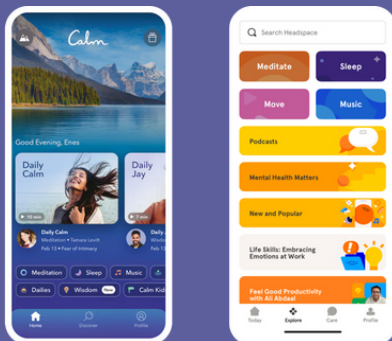 Calm
Good Evening, Enes
Daily
Calm
10 min
Daily Calm
Meditation • Tamara Levitt
Feb 13 • Fear of Intimacy
Daily
Jay
7 min
Daily
Feb 13
Meditation
Sleep
Music
Dailies
Wisdom
New
Calm Kid
Home
Discover
Profile
Search Headspace
Meditate
Sleep
Move
Music
Podcasts
Mental Health Matters
New and Popular
Life Skills: Embracing
Emotions at Work
Feel Good Productivity
with Ali Abdaal
Today
Explore
Care
Profile